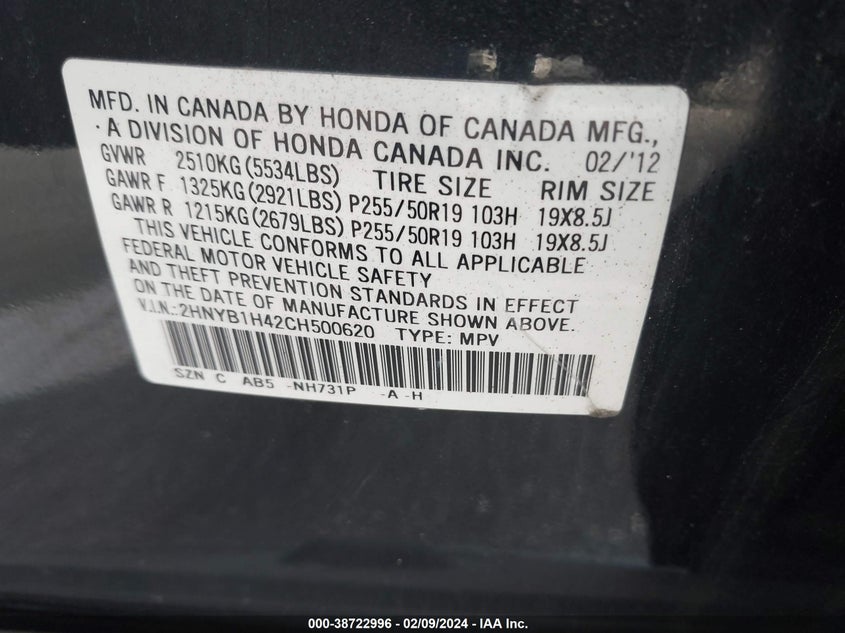 MFD. IN CANADA BY HONDA OF CANADA MFG.,
A DIVISION OF HONDA CANADA INC. 02/'12
GVWR 2510KG(5534LBS) TIRE SIZE RIM SIZE
GAWR F 1325KG(2921LBS) P255/50R19 103H 19X8.5J
GAWR R 1215KG(2679LBS) P255/50R19 103H 19X8.5J
THIS VEHICLE CONFORMS TO ALL APPLICABLE
FEDERAL MOTOR VEHICLE SAFETY
AND THEFT PREVENTION STANDARDS IN EFFECT
ON THE DATE OF MANUFACTURE SHOWN ABOVE.
V.I.N.:2HNYB1H42CH500620 TYPE: MPV
SZN C AB5 -NH731P -A -H
000-38722996 - 02/09/2024 - IAA Inc.